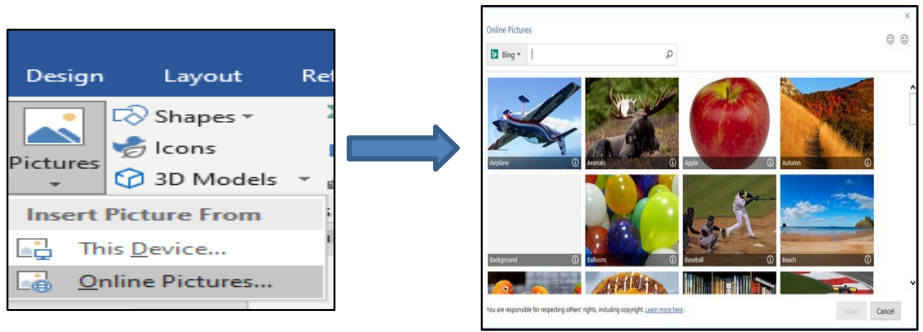 Design Layout Ref
Shapes
Icons
Pictures
3D Models
Insert Picture From
This Device...
Online Pictures...
Online Pictures
Bing
Airplane
Animals
Apple
Autumn
Background
Balloons
Baseball
Beach
You are responsible for respecting others' rights, including copyright. Learn more here.
Insert Cancel